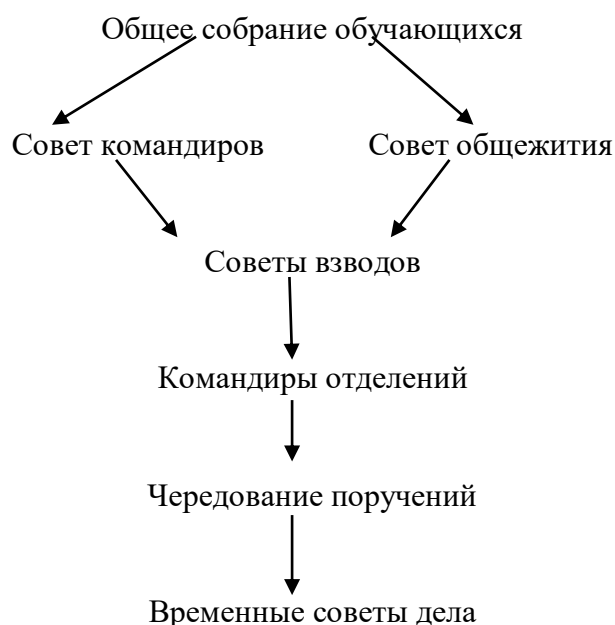 Общее собрание обучающихся
Совет командиров
Совет общежития
Советы взводов
Командиры отделений
Чередование поручений
Временные советы дела